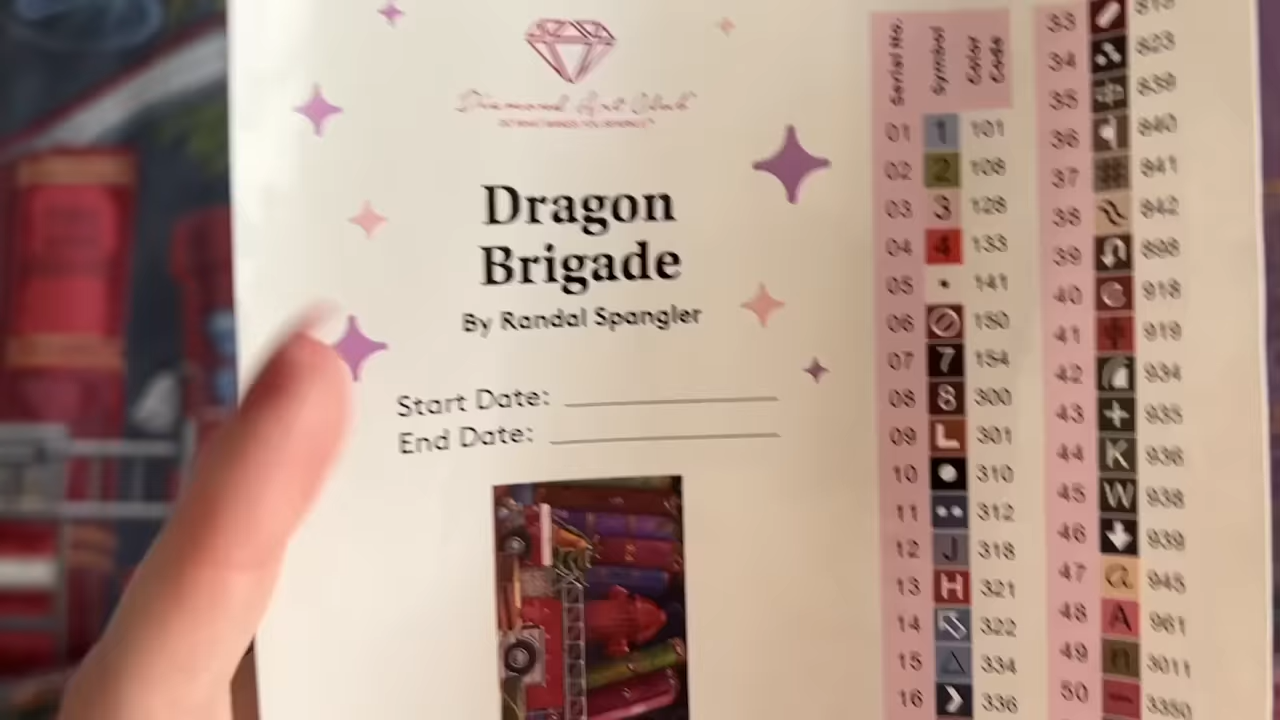 Diamond Art Club
Dragon
Brigade
By Randal Spangler
Start Date:
End Date:
Serial No. Symbol Color Code
01 1 101
02 2 108
03 3 128
04 4 133
05 • 141
06 150
07 7 154
08 8 300
09 L 301
10 310
11 312
12 J 318
13 H 321
14 322
15 334
16 336
33
34 823
35 839
36 840
37 841
38 842
39 898
40 C 918
41 919
42 934
43 + 935
44 K 936
45 W 938
46 939
47 a 945
48 A 961
49 n 3011
50 3350